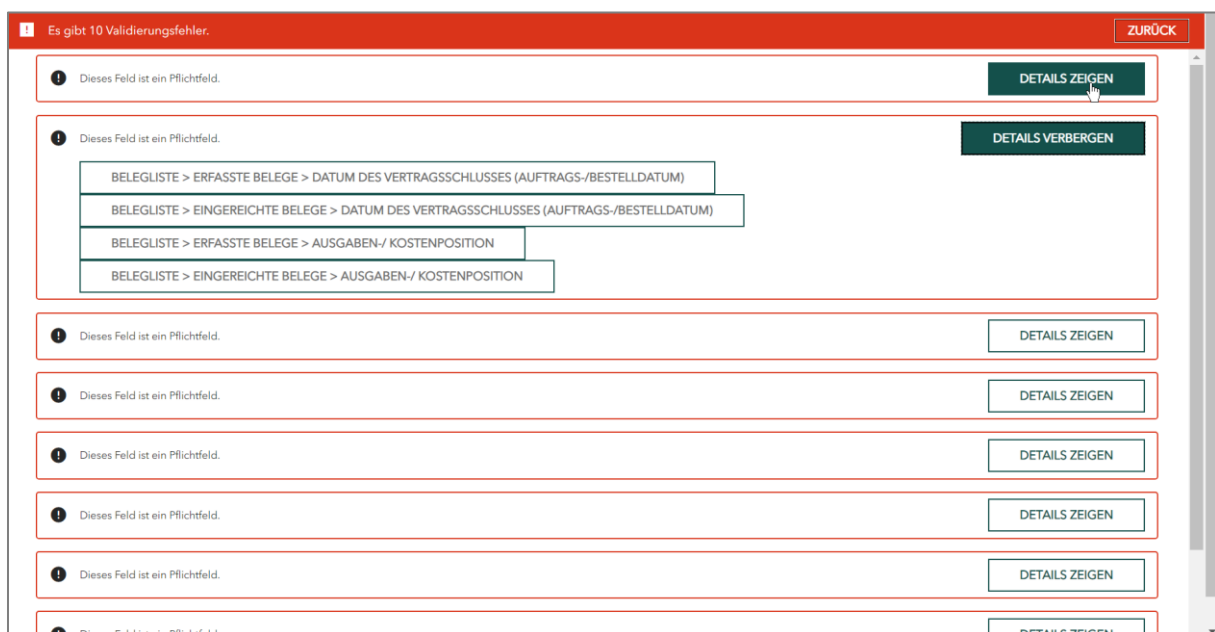 Es gibt 10 Validierungsfehler.
ZURÜCK
Dieses Feld ist ein Pflichtfeld.
DETAILS ZEIGEN
Dieses Feld ist ein Pflichtfeld.
DETAILS VERBERGEN
BELEGLISTE > ERFASSTE BELEGE > DATUM DES VERTRAGSSCHLUSSES (AUFTRAGS-/BESTELLDATUM)
BELEGLISTE > EINGEREICHTE BELEGE > DATUM DES VERTRAGSSCHLUSSES (AUFTRAGS-/BESTELLDATUM)
BELEGLISTE > ERFASSTE BELEGE > AUSGABEN-/ KOSTENPOSITION
BELEGLISTE > EINGEREICHTE BELEGE > AUSGABEN-/ KOSTENPOSITION
Dieses Feld ist ein Pflichtfeld.
DETAILS ZEIGEN
Dieses Feld ist ein Pflichtfeld.
DETAILS ZEIGEN
Dieses Feld ist ein Pflichtfeld.
DETAILS ZEIGEN
Dieses Feld ist ein Pflichtfeld.
DETAILS ZEIGEN
Dieses Feld ist ein Pflichtfeld.
DETAILS ZEIGEN
DETAILS ZEIGEN